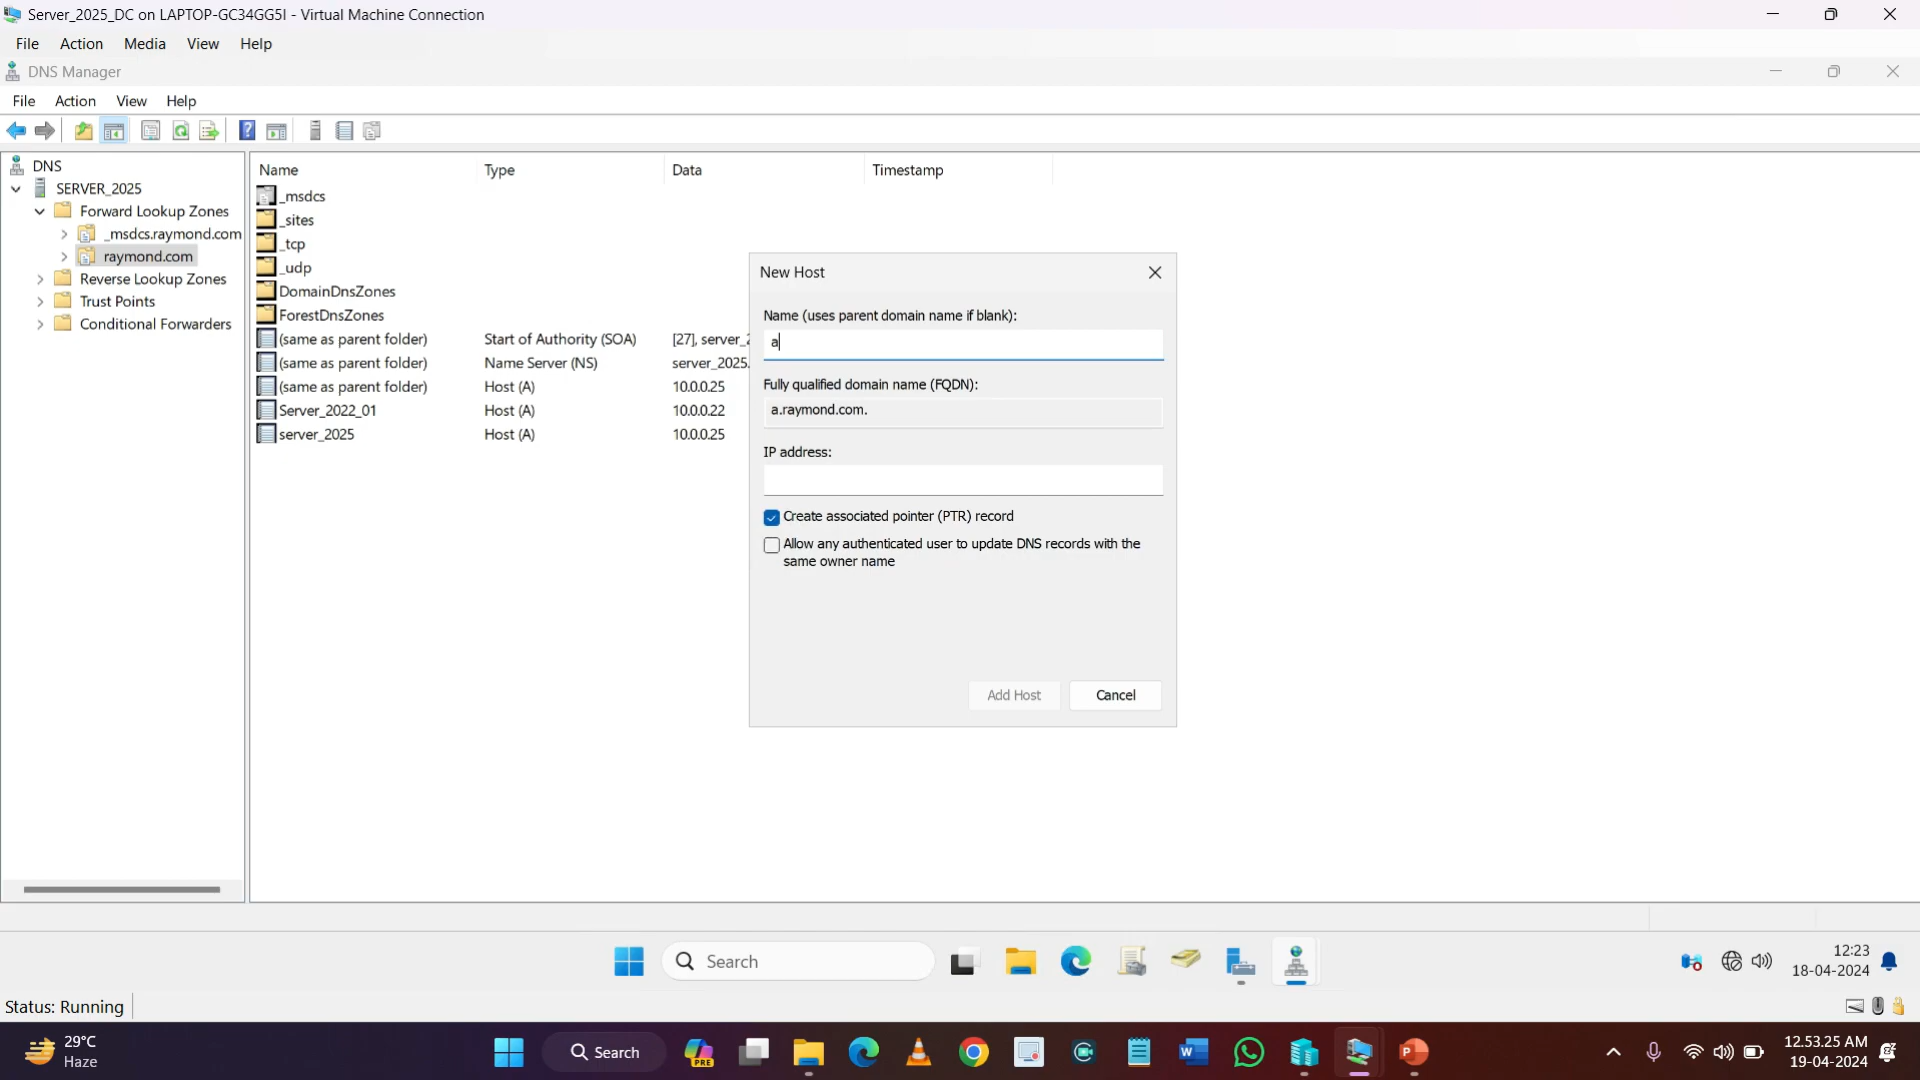 Server_2025_DC on LAPTOP-GC34GG5I - Virtual Machine Connection
File Action Media View Help
DNS Manager
File Action View Help
DNS
SERVER_2025
Forward Lookup Zones
_msdcs.raymond.com
raymond.com
Reverse Lookup Zones
Trust Points
Conditional Forwarders
Name Type Data Timestamp
_msdcs
_sites
_tcp
_udp
DomainDnsZones
ForestDnsZones
(same as parent folder) Start of Authority (SOA) [27], server_2
(same as parent folder) Name Server (NS) server_2025.
(same as parent folder) Host (A) 10.0.0.25
Server_2022_01 Host (A) 10.0.0.22
server_2025 Host (A) 10.0.0.25
New Host
Name (uses parent domain name if blank):
a
Fully qualified domain name (FQDN):
a.raymond.com.
IP address:
Create associated pointer (PTR) record
Allow any authenticated user to update DNS records with the
same owner name
Add Host Cancel
Search
12:23
18-04-2024
Status: Running
29°C
Haze
Search
PRE
12.53.25 AM
19-04-2024